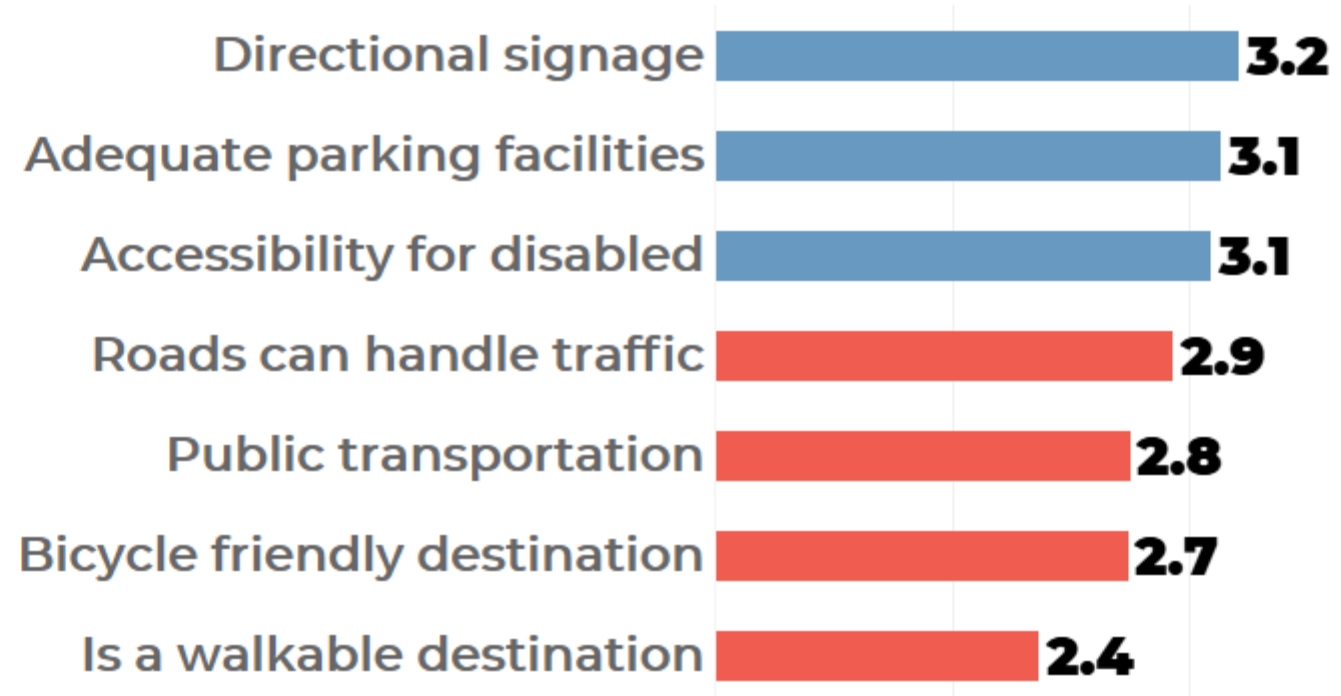 Directional signage 3.2
Adequate parking facilities 3.1
Accessibility for disabled 3.1
Roads can handle traffic 2.9
Public transportation 2.8
Bicycle friendly destination 2.7
Is a walkable destination 2.4